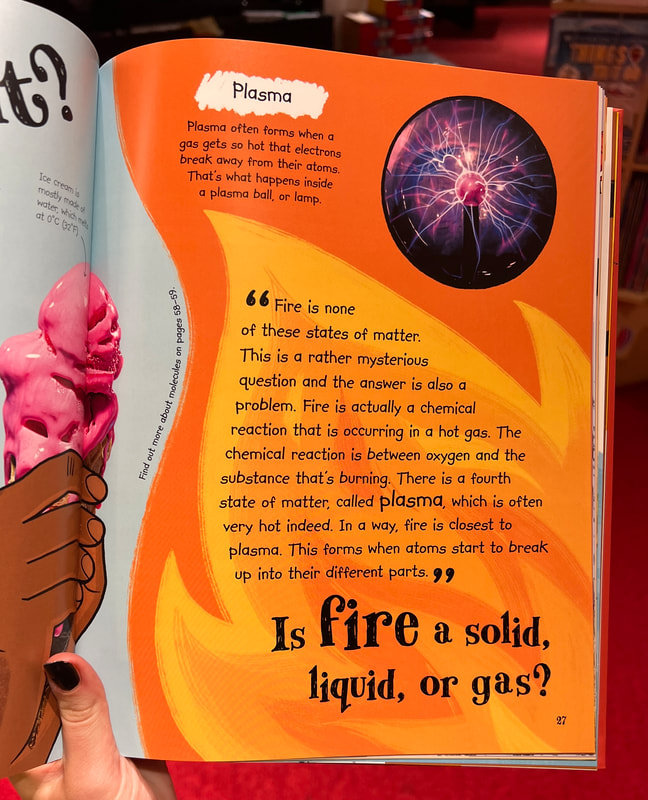 t?
Ice cream is
mostly made of
water, which melts
at 0°C (32°F).
Find out more about molecules on pages 58-59.
Plasma
Plasma often forms when a
gas gets so hot that electrons
break away from their atoms.
That's what happens inside
a plasma ball, or lamp.
“Fire is none
of these states of matter.
This is a rather mysterious
question and the answer is also a
problem. Fire is actually a chemical
reaction that is occurring in a hot gas. The
chemical reaction is between oxygen and the
substance that's burning. There is a fourth
state of matter, called plasma, which is often
very hot indeed. In a way, fire is closest to
plasma. This forms when atoms start to break
up into their different parts.”
Is fire a solid,
liquid, or gas?
27